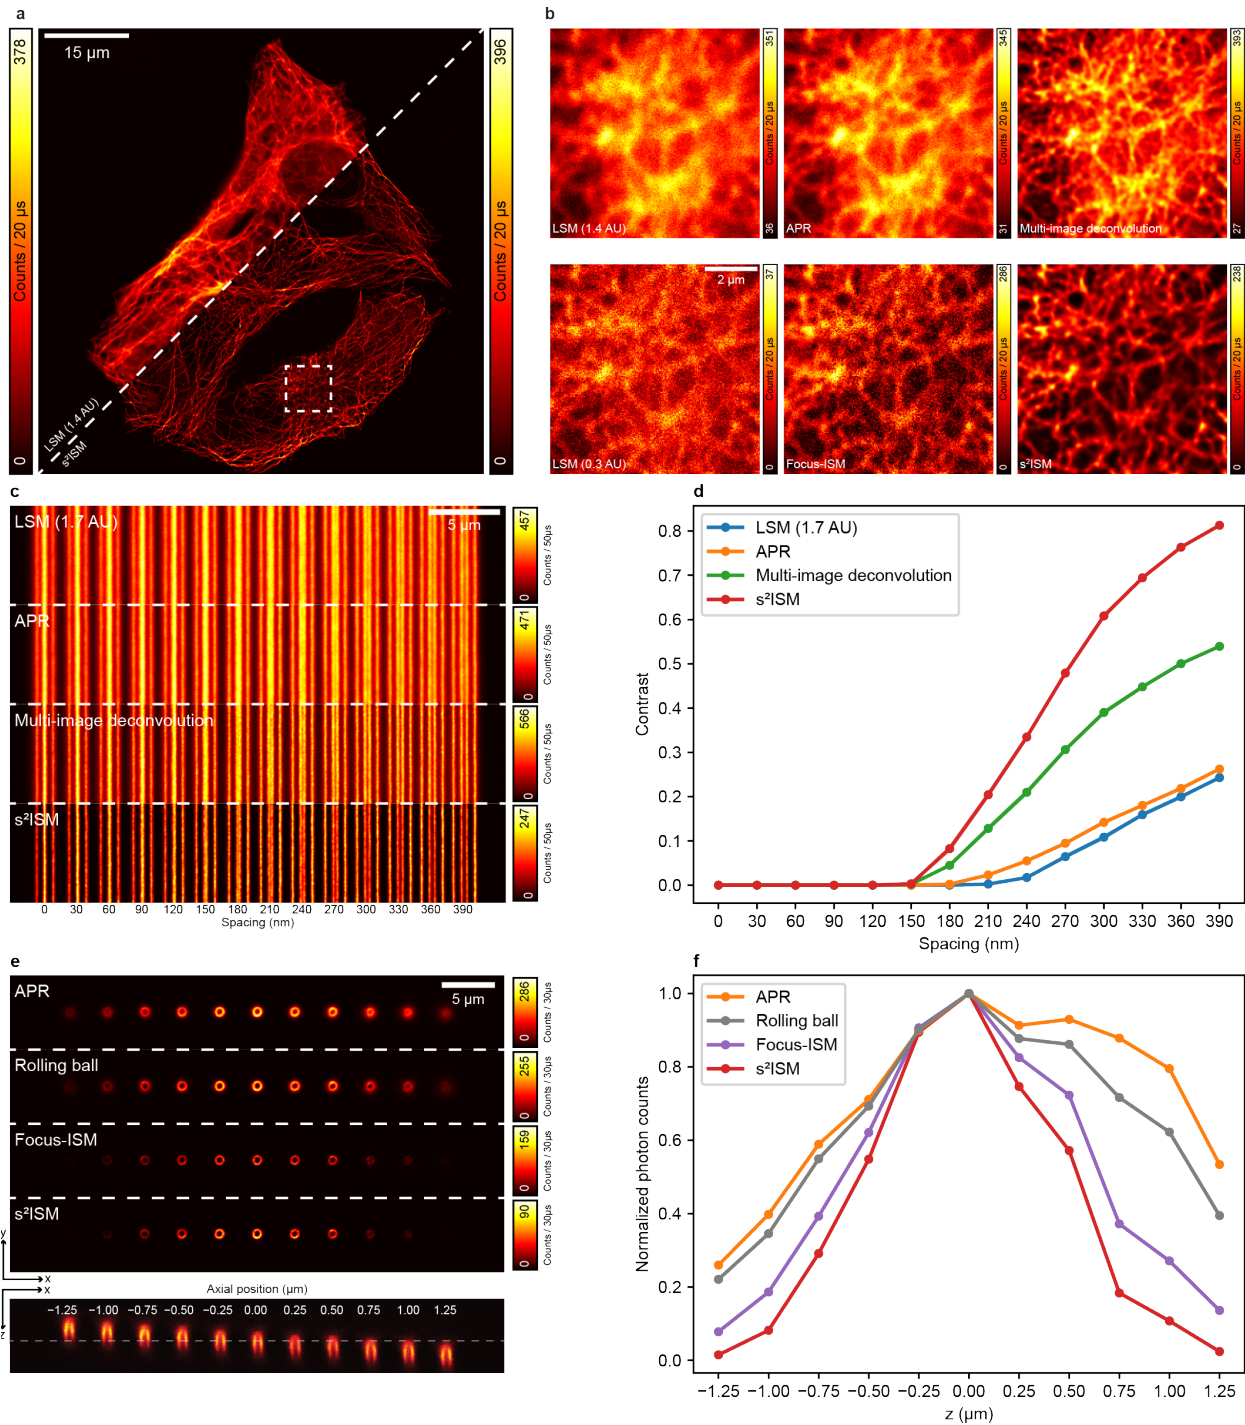 a
378
Counts / 20 µs
0
15 µm
LSM (1.4 AU)
s²ISM
396
Counts / 20 µs
0
b
LSM (1.4 AU)
351
Counts / 20 µs
36
APR
345
Counts / 20 µs
31
Multi-image deconvolution
393
Counts / 20 µs
27
2 µm
LSM (0.3 AU)
37
Counts / 20 µs
0
Focus-ISM
286
Counts / 20 µs
0
s²ISM
238
Counts / 20 µs
0
c
LSM (1.7 AU)
5 µm
457
Counts / 50µs
0
APR
471
Counts / 50µs
0
Multi-image deconvolution
566
Counts / 50µs
0
s²ISM
247
Counts / 50µs
0
0 30 60 90 120 150 180 210 240 270 300 330 360 390
Spacing (nm)
d
LSM (1.7 AU)
APR
Multi-image deconvolution
s²ISM
0.8
0.7
0.6
0.5
0.4
0.3
0.2
0.1
0.0
Contrast
0 30 60 90 120 150 180 210 240 270 300 330 360 390
Spacing (nm)
e
APR
5 µm
286
Counts / 30µs
0
Rolling ball
255
Counts / 30µs
0
Focus-ISM
159
Counts / 30µs
0
s²ISM
90
Counts / 30µs
0
y
x
x
z
Axial position (µm)
−1.25 −1.00 −0.75 −0.50 −0.25 0.00 0.25 0.50 0.75 1.00 1.25
f
APR
Rolling ball
Focus-ISM
s²ISM
1.0
0.8
0.6
0.4
0.2
0.0
Normalized photon counts
−1.25 −1.00 −0.75 −0.50 −0.25 0.00 0.25 0.50 0.75 1.00 1.25
z (µm)